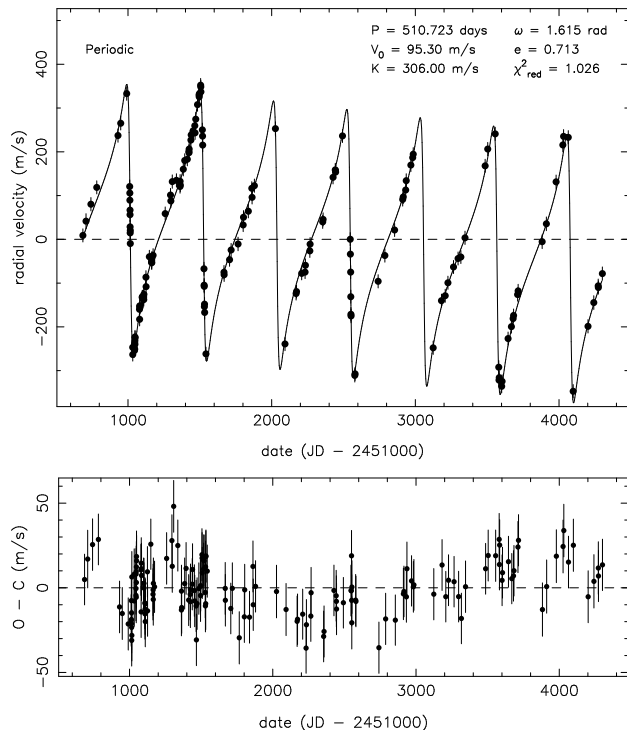 P = 510.723 days ω = 1.615 rad
V0 = 95.30 m/s e = 0.713
K = 306.00 m/s χ²red = 1.026
Periodic
400
200
0
−200
radial velocity (m/s)
1000 2000 3000 4000
date (JD − 2451000)
50
0
−50
O − C (m/s)
1000 2000 3000 4000
date (JD − 2451000)